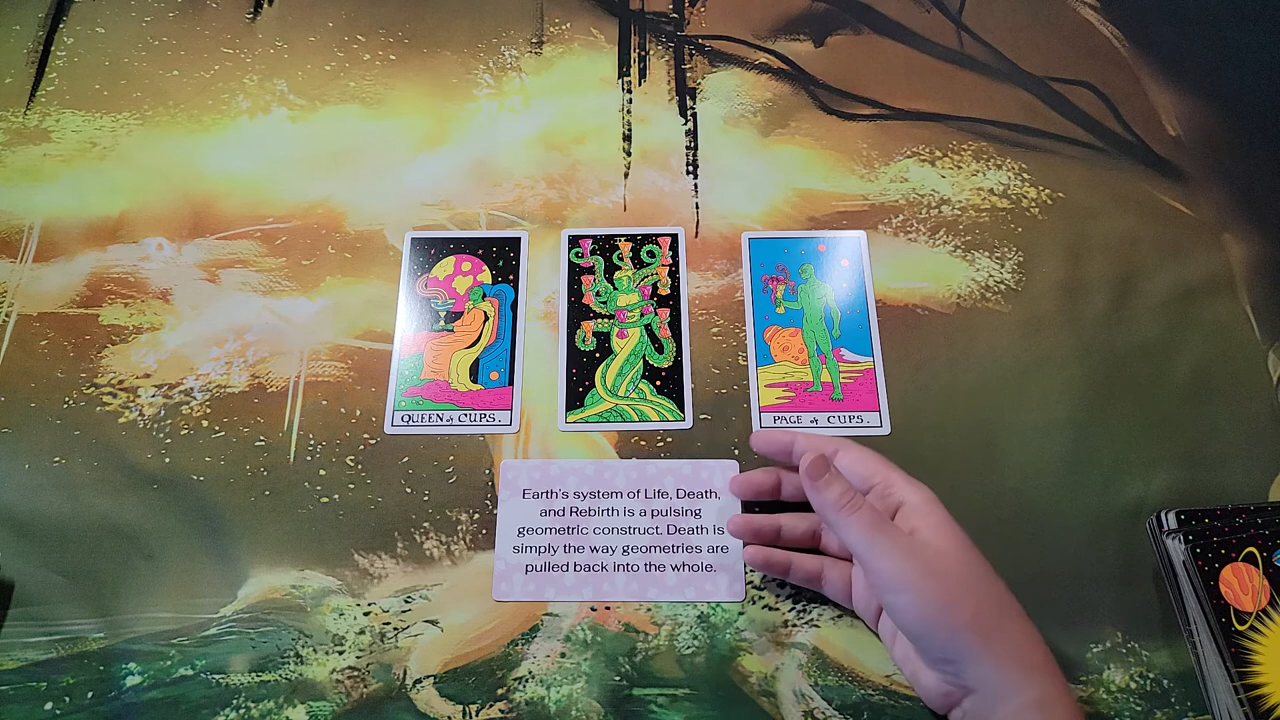 QUEEN of CUPS.
PAGE of CUPS.
Earth's system of Life, Death,
and Rebirth is a pulsing
geometric construct. Death is
simply the way geometries are
pulled back into the whole.